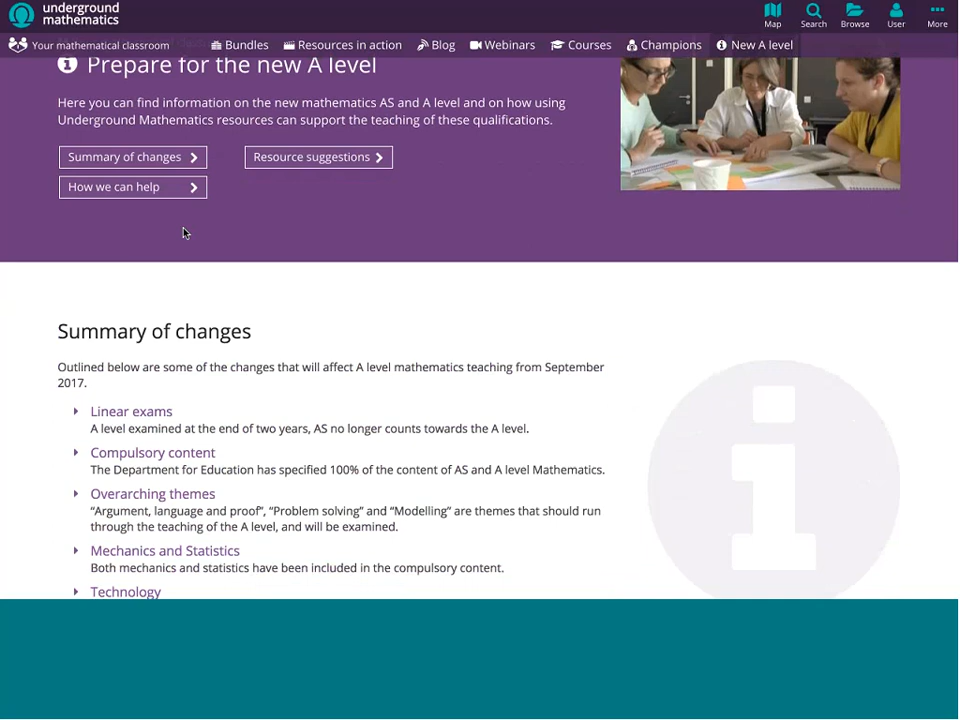 underground
mathematics
Map
Search
Browse
User
More
Your mathematical classroom
Bundles
Resources in action
Blog
Webinars
Courses
Champions
New A level
Prepare for the new A level
Here you can find information on the new mathematics AS and A level and on how using
Underground Mathematics resources can support the teaching of these qualifications.
Summary of changes
Resource suggestions
How we can help
Summary of changes
Outlined below are some of the changes that will affect A level mathematics teaching from September
2017.
Linear exams
A level examined at the end of two years, AS no longer counts towards the A level.
Compulsory content
The Department for Education has specified 100% of the content of AS and A level Mathematics.
Overarching themes
“Argument, language and proof”, “Problem solving” and “Modelling” are themes that should run
through the teaching of the A level, and will be examined.
Mechanics and Statistics
Both mechanics and statistics have been included in the compulsory content.
Technology